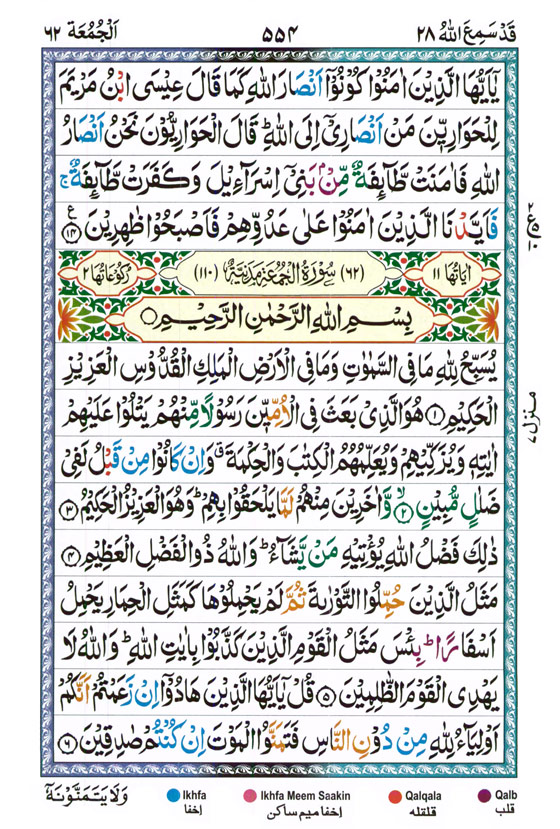 قَدْ سَمِعَ اللّٰهُ ٢٨ ۵۵۴ اَلْجُمُعَة ٦٢
يٰۤاَيُّهَا الَّذِيْنَ اٰمَنُوْا كُوْنُوْۤا اَنْصَارَ اللّٰهِ كَمَا قَالَ عِيْسَى ابْنُ مَرْيَمَ
لِلْحَوَارِيّٖنَ مَنْ اَنْصَارِيْۤ اِلَى اللّٰهِ ؕ قَالَ الْحَوَارِيُّوْنَ نَحْنُ اَنْصَارُ
اللّٰهِ فَاٰمَنَتْ طَّآئِفَةٌ مِّنْۢ بَنِيْۤ اِسْرَآءِيْلَ وَكَفَرَتْ طَّآئِفَةٌ ۚ
فَاَيَّدْنَا الَّذِيْنَ اٰمَنُوْا عَلٰى عَدُوِّهِمْ فَاَصْبَحُوْا ظٰهِرِيْنَ ۝١٤
اٰيَاتُهَا ١١ (٦٢) سُوْرَةُ الْجُمُعَةِ مَدَنِيَّةٌ (١١٠) رُكُوْعَاتُهَا ٢
بِسْمِ اللّٰهِ الرَّحْمٰنِ الرَّحِيْمِ ۝
يُسَبِّحُ لِلّٰهِ مَا فِي السَّمٰوٰتِ وَمَا فِي الْاَرْضِ الْمَلِكِ الْقُدُّوْسِ الْعَزِيْزِ
الْحَكِيْمِ ۝١ هُوَ الَّذِيْ بَعَثَ فِي الْاُمِّيّٖنَ رَسُوْلًا مِّنْهُمْ يَتْلُوْا عَلَيْهِمْ
اٰيٰتِهٖ وَيُزَكِّيْهِمْ وَيُعَلِّمُهُمُ الْكِتٰبَ وَالْحِكْمَةَ ۗ وَاِنْ كَانُوْا مِنْ قَبْلُ لَفِيْ
ضَلٰلٍ مُّبِيْنٍ ۝٢ۙ وَّاٰخَرِيْنَ مِنْهُمْ لَمَّا يَلْحَقُوْا بِهِمْ ؕ وَهُوَ الْعَزِيْزُ الْحَكِيْمُ ۝٣
ذٰلِكَ فَضْلُ اللّٰهِ يُؤْتِيْهِ مَنْ يَّشَآءُ ؕ وَاللّٰهُ ذُو الْفَضْلِ الْعَظِيْمِ ۝٤
مَثَلُ الَّذِيْنَ حُمِّلُوا التَّوْرٰىةَ ثُمَّ لَمْ يَحْمِلُوْهَا كَمَثَلِ الْحِمَارِ يَحْمِلُ
اَسْفَارًا ؕ بِئْسَ مَثَلُ الْقَوْمِ الَّذِيْنَ كَذَّبُوْا بِاٰيٰتِ اللّٰهِ ؕ وَاللّٰهُ لَا
يَهْدِي الْقَوْمَ الظّٰلِمِيْنَ ۝٥ قُلْ يٰۤاَيُّهَا الَّذِيْنَ هَادُوْۤا اِنْ زَعَمْتُمْ اَنَّكُمْ
اَوْلِيَآءُ لِلّٰهِ مِنْ دُوْنِ النَّاسِ فَتَمَنَّوُا الْمَوْتَ اِنْ كُنْتُمْ صٰدِقِيْنَ ۝٦
منزل ٧
وَلَا يَتَمَنَّوْنَهٗۤ
Ikhfa Ikhfa Meem Saakin Qalqala Qalb
اخفا اخفا میم ساکن قلقله قلب